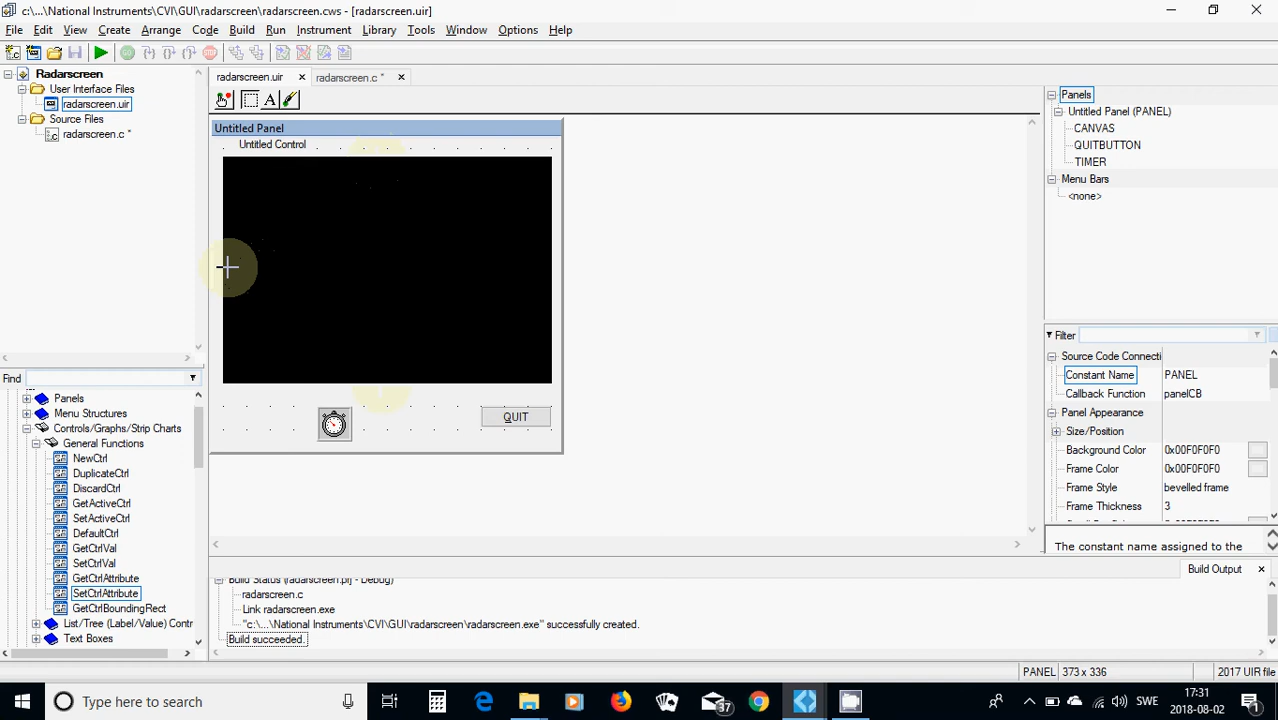 c:\...\National Instruments\CVI\GUI\radarscreen\radarscreen.cws - [radarscreen.uir]
File Edit View Create Arrange Code Build Run Instrument Library Tools Window Options Help
Radarscreen
User Interface Files
radarscreen.uir
Source Files
radarscreen.c *
radarscreen.uir
radarscreen.c *
A
Untitled Panel
Untitled Control
QUIT
Panels
Untitled Panel (PANEL)
CANVAS
QUITBUTTON
TIMER
Menu Bars
<none>
Filter
Source Code Connecti
Constant Name PANEL
Callback Function panelCB
Panel Appearance
Size/Position
Background Color 0x00F0F0F0
Frame Color 0x00F0F0F0
Frame Style bevelled frame
Frame Thickness 3
The constant name assigned to the
Find
Panels
Menu Structures
Controls/Graphs/Strip Charts
General Functions
NewCtrl
DuplicateCtrl
DiscardCtrl
GetActiveCtrl
SetActiveCtrl
DefaultCtrl
GetCtrlVal
SetCtrlVal
GetCtrlAttribute
SetCtrlAttribute
GetCtrlBoundingRect
List/Tree (Label/Value) Contr
Text Boxes
Build Output
Build Status (radarscreen.prj - Debug)
radarscreen.c
Link radarscreen.exe
"c:\...\National Instruments\CVI\GUI\radarscreen\radarscreen.exe" successfully created.
Build succeeded.
PANEL 373 x 336 2017 UIR file
Type here to search
37
SWE
17:31
2018-08-02
1